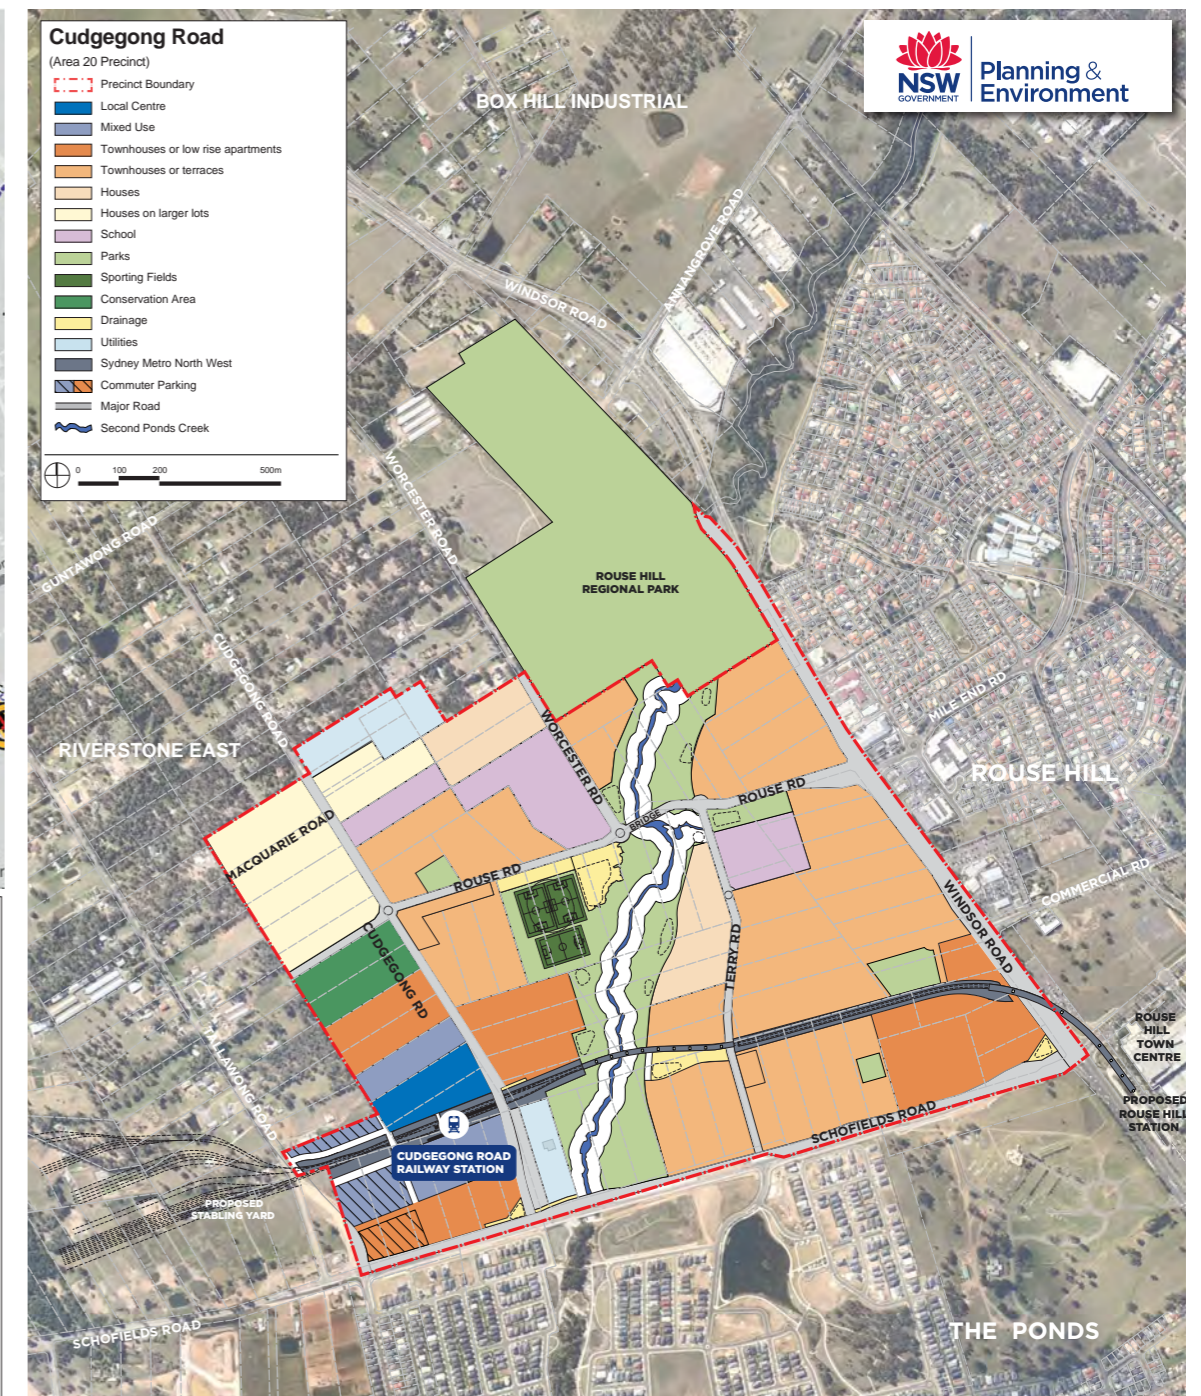 Cudgegong Road
(Area 20 Precinct)
Precinct Boundary
Local Centre
Mixed Use
Townhouses or low rise apartments
Townhouses or terraces
Houses
Houses on larger lots
School
Parks
Sporting Fields
Conservation Area
Drainage
Utilities
Sydney Metro North West
Commuter Parking
Major Road
Second Ponds Creek
0 100 200 500m
NSW
GOVERNMENT
Planning &
Environment
BOX HILL INDUSTRIAL
ANNANGROVE ROAD
WINDSOR ROAD
WORCESTER ROAD
GUNTAWONG ROAD
CUDGEGONG ROAD
ROUSE HILL
REGIONAL PARK
MILE END RD
RIVERSTONE EAST
WORCESTER RD
ROUSE HILL
ROUSE RD
BRIDGE
MACQUARIE ROAD
ROUSE RD
COMMERCIAL RD
WINDSOR ROAD
CUDGEGONG RD
TERRY RD
TALLAWONG ROAD
ROUSE
HILL
TOWN
CENTRE
PROPOSED
ROUSE HILL
STATION
SCHOFIELDS ROAD
CUDGEGONG ROAD
RAILWAY STATION
PROPOSED
STABLING YARD
SCHOFIELDS ROAD
THE PONDS